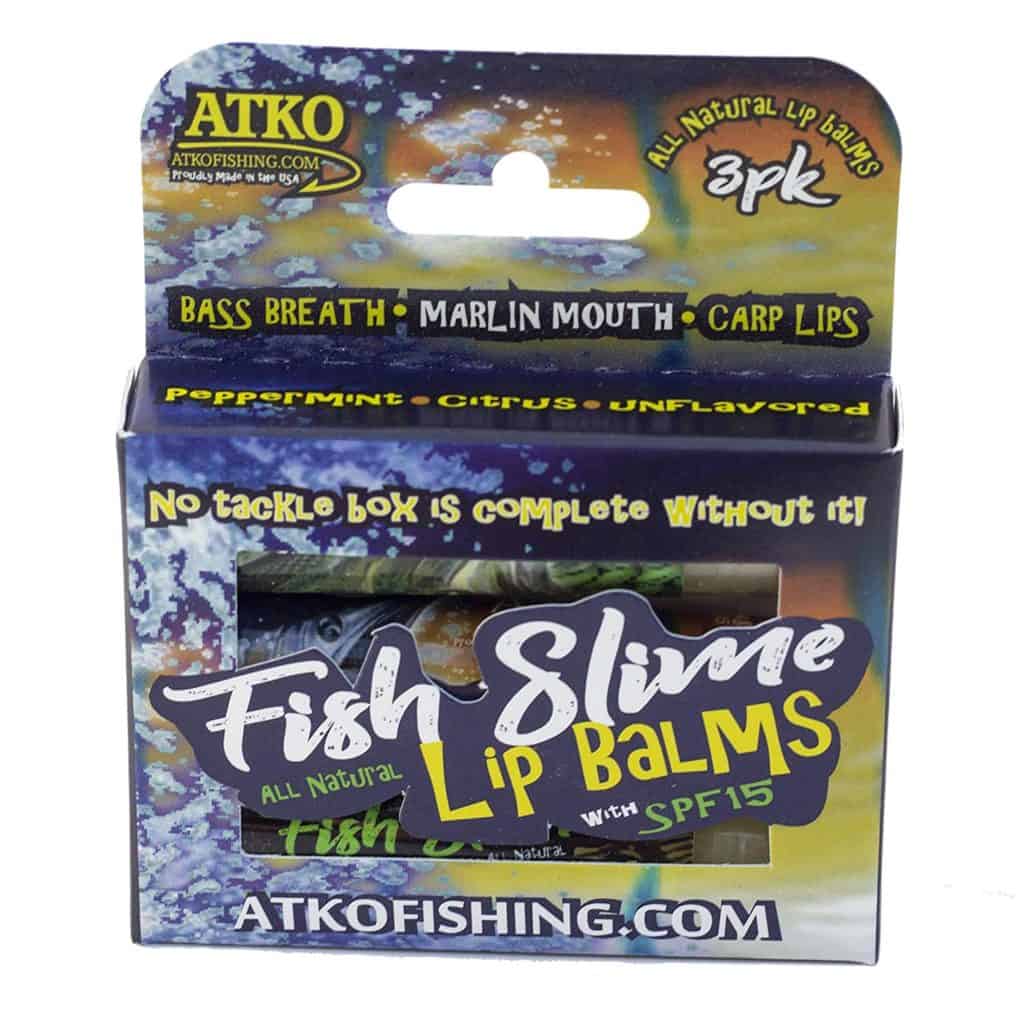 ATKO
ATKOFISHING.COM
Proudly Made in the USA
All Natural Lip Balms
3pk
BASS BREATH • MARLIN MOUTH • CARP LIPS
Peppermint • Citrus • Unflavored
No tackle box is complete without it!
Fish Slime
All Natural Lip Balms
with SPF15
Fish
All Natural
ATKOFISHING.COM